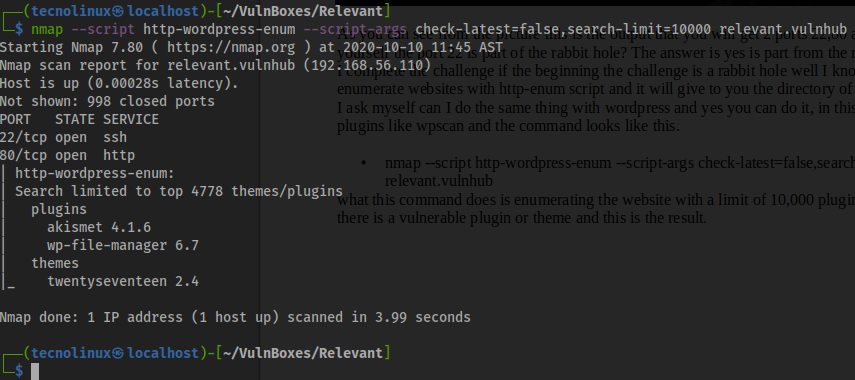 ┌──(tecnolinux㉿localhost)-[~/VulnBoxes/Relevant]
└─$ nmap --script http-wordpress-enum --script-args check-latest=false,search-limit=10000 relevant.vulnhub
Starting Nmap 7.80 ( https://nmap.org ) at 2020-10-10 11:45 AST
Nmap scan report for relevant.vulnhub (192.168.56.110)
Host is up (0.00028s latency).
Not shown: 998 closed ports
PORT   STATE SERVICE
22/tcp open  ssh
80/tcp open  http
| http-wordpress-enum:
| Search limited to top 4778 themes/plugins
|   plugins
|     akismet 4.1.6
|     wp-file-manager 6.7
|   themes
|_    twentyseventeen 2.4
Nmap done: 1 IP address (1 host up) scanned in 3.99 seconds
┌──(tecnolinux㉿localhost)-[~/VulnBoxes/Relevant]
└─$
port 22 is part of the rabbit hole? The answer is yes is part from the
complete the challenge if the beginning the challenge is a rabbit hole well I know
enumerate websites with http-enum script and it will give to you the directory of
I ask myself can I do the same thing with wordpress and yes you can do it, in this
plugins like wpscan and the command looks like this.
• nmap --script http-wordpress-enum --script-args check-latest=false,search
relevant.vulnhub
what this command does is enumerating the website with a limit of 10,000 plugin
there is a vulnerable plugin or theme and this is the result.